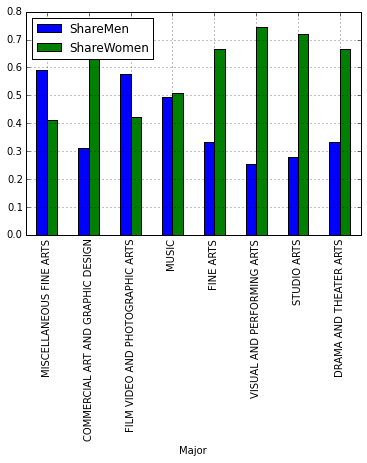 0.8
0.7
0.6
0.5
0.4
0.3
0.2
0.1
0.0
ShareMen
ShareWomen
MISCELLANEOUS FINE ARTS
COMMERCIAL ART AND GRAPHIC DESIGN
FILM VIDEO AND PHOTOGRAPHIC ARTS
MUSIC
FINE ARTS
VISUAL AND PERFORMING ARTS
STUDIO ARTS
DRAMA AND THEATER ARTS
Major